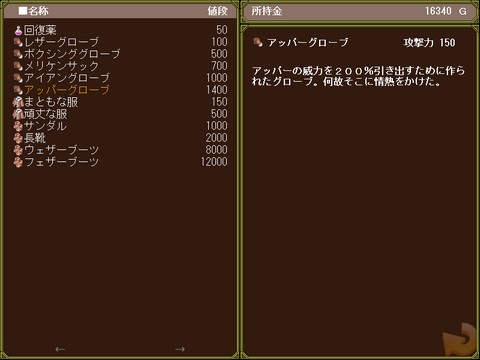 ■名称 値段
回復薬 50
レザーグローブ 100
ボクシンググローブ 500
メリケンサック 700
アイアングローブ 1000
アッパーグローブ 1400
まともな服 150
頑丈な服 500
サンダル 1000
長靴 2000
ウェザーブーツ 8000
フェザーブーツ 12000
← →
所持金 16340 G
アッパーグローブ 攻撃力 150
アッパーの威力を２００％引き出すために作ら
れたグローブ。何故そこに情熱をかけた。